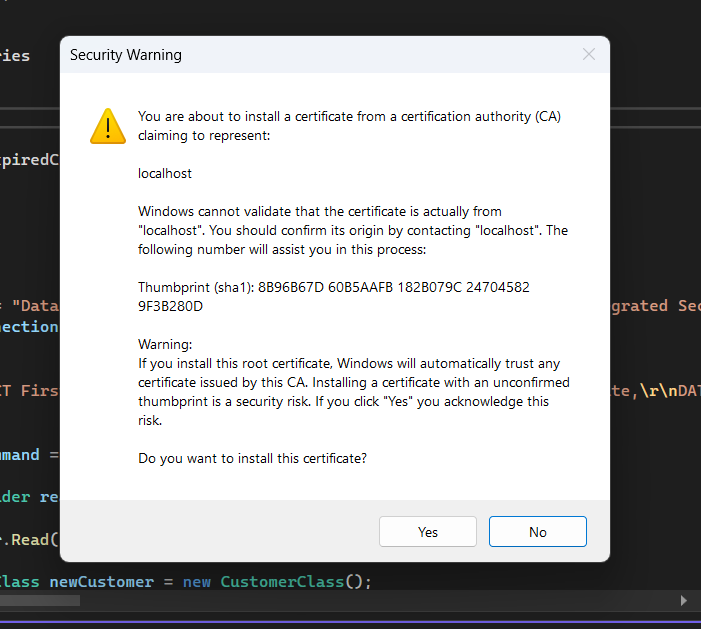 ries
Security Warning
You are about to install a certificate from a certification authority (CA)
claiming to represent:
localhost
Windows cannot validate that the certificate is actually from
"localhost". You should confirm its origin by contacting "localhost". The
following number will assist you in this process:
Thumbprint (sha1): 8B96B67D 60B5AAFB 182B079C 24704582
9F3B280D
Warning:
If you install this root certificate, Windows will automatically trust any
certificate issued by this CA. Installing a certificate with an unconfirmed
thumbprint is a security risk. If you click "Yes" you acknowledge this
risk.
Do you want to install this certificate?
Yes No
piredC
= "Data grated Sec
nection
CT Firs te,\r\nDAT
mmand =
der re
r.Read(
Class newCustomer = new CustomerClass();